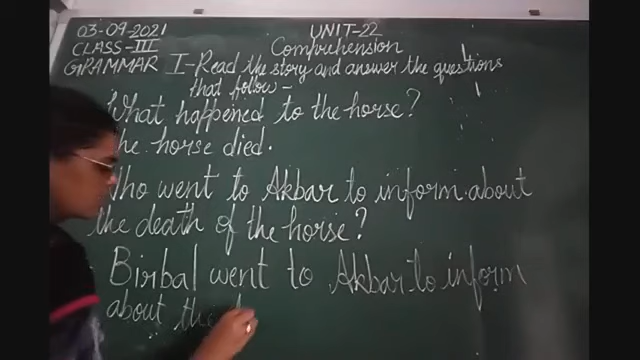 03-09-2021
UNIT-22
CLASS-III
Comprehension
GRAMMAR I-Read the story and answer the questions
that follow-
What happened to the horse?
he horse died.
Who went to Akbar to inform about
the death of the horse?
Birbal went to Akbar to inform
about the